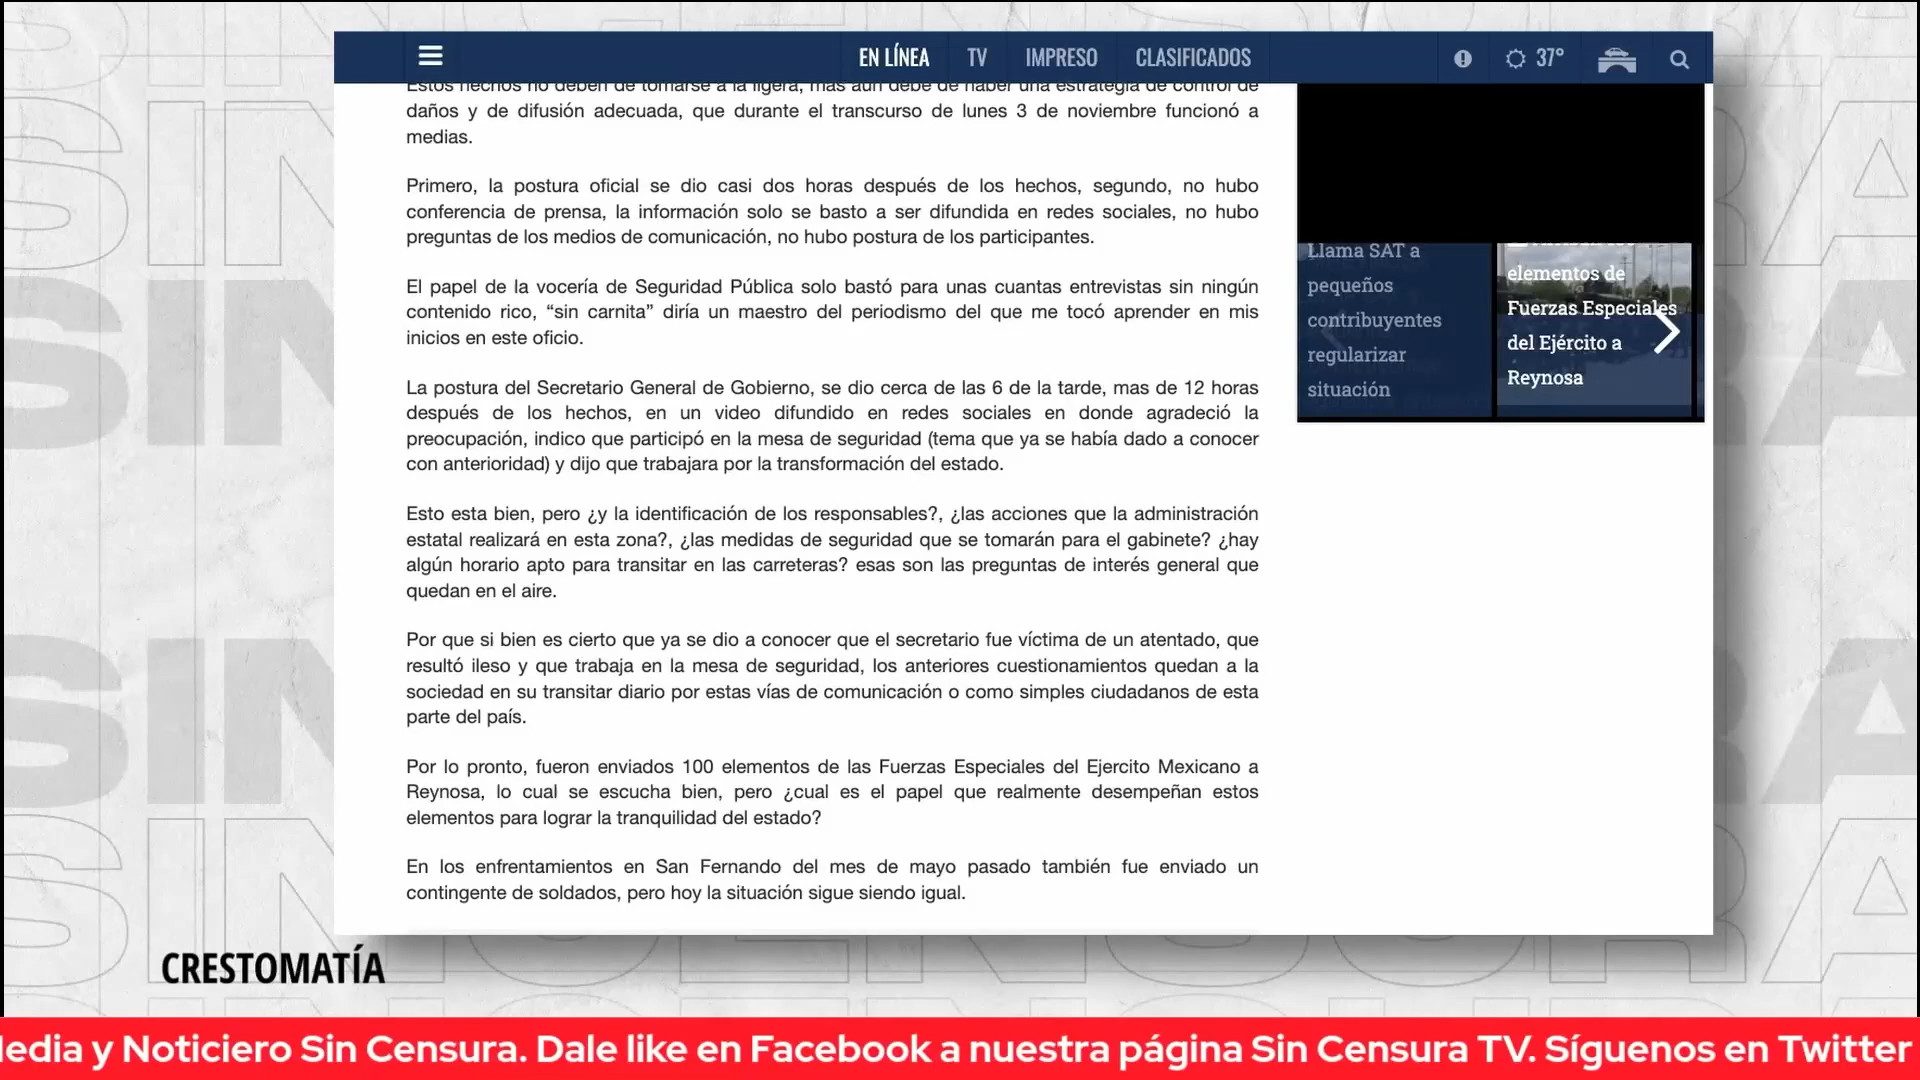 EN LÍNEA
TV
IMPRESO
CLASIFICADOS
37°
Estos hechos no deben de tomarse a la ligera, mas aun debe de haber una estrategia de control de
daños y de difusión adecuada, que durante el transcurso de lunes 3 de noviembre funcionó a
medias.
Primero, la postura oficial se dio casi dos horas después de los hechos, segundo, no hubo
conferencia de prensa, la información solo se basto a ser difundida en redes sociales, no hubo
preguntas de los medios de comunicación, no hubo postura de los participantes.
El papel de la vocería de Seguridad Pública solo bastó para unas cuantas entrevistas sin ningún
contenido rico, “sin carnita” diría un maestro del periodismo del que me tocó aprender en mis
inicios en este oficio.
La postura del Secretario General de Gobierno, se dio cerca de las 6 de la tarde, mas de 12 horas
después de los hechos, en un video difundido en redes sociales en donde agradeció la
preocupación, indico que participó en la mesa de seguridad (tema que ya se había dado a conocer
con anterioridad) y dijo que trabajara por la transformación del estado.
Esto esta bien, pero ¿y la identificación de los responsables?, ¿las acciones que la administración
estatal realizará en esta zona?, ¿las medidas de seguridad que se tomarán para el gabinete? ¿hay
algún horario apto para transitar en las carreteras? esas son las preguntas de interés general que
quedan en el aire.
Por que si bien es cierto que ya se dio a conocer que el secretario fue víctima de un atentado, que
resultó ileso y que trabaja en la mesa de seguridad, los anteriores cuestionamientos quedan a la
sociedad en su transitar diario por estas vías de comunicación o como simples ciudadanos de esta
parte del país.
Por lo pronto, fueron enviados 100 elementos de las Fuerzas Especiales del Ejercito Mexicano a
Reynosa, lo cual se escucha bien, pero ¿cual es el papel que realmente desempeñan estos
elementos para lograr la tranquilidad del estado?
En los enfrentamientos en San Fernando del mes de mayo pasado también fue enviado un
contingente de soldados, pero hoy la situación sigue siendo igual.
Llama SAT a
pequeños
contribuyentes
regularizar
situación
elementos de
Fuerzas Especiales
del Ejército a
Reynosa
CRESTOMATÍA
y Noticiero Sin Censura. Dale like en Facebook a nuestra página Sin Censura TV. Síguenos en Twitter